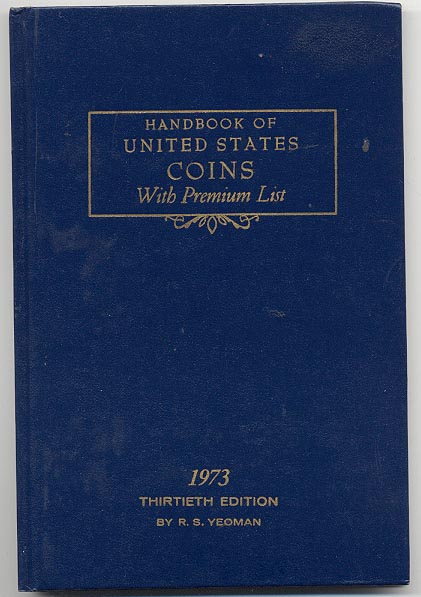 HANDBOOK OF
UNITED STATES
COINS
With Premium List
1973
THIRTIETH EDITION
BY R. S. YEOMAN